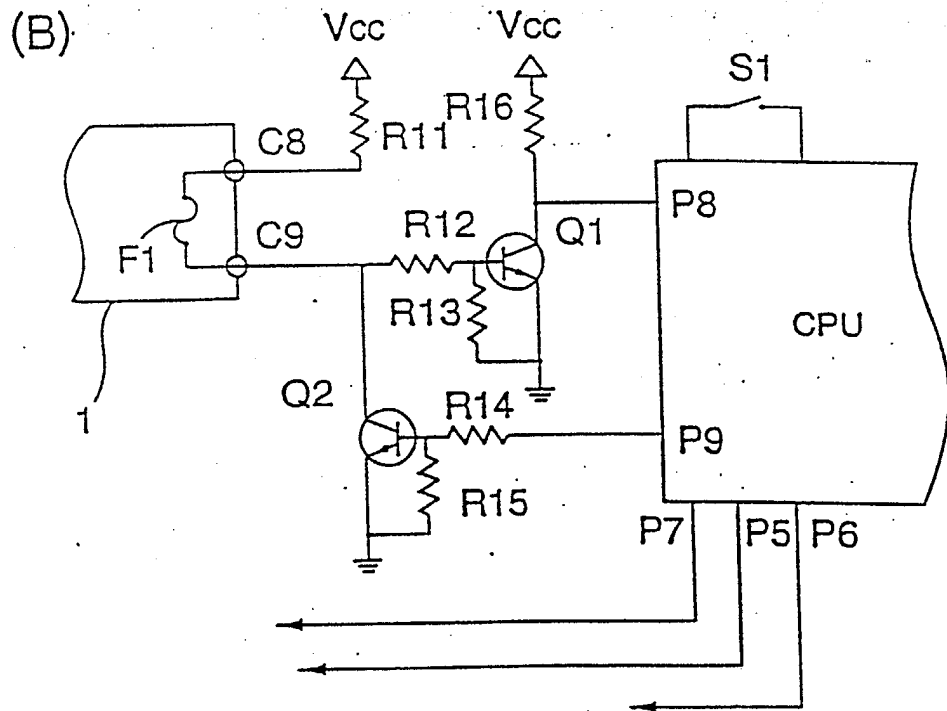 (B)
Vcc
Vcc
S1
R16
R11
C8
P8
C9
R12
Q1
F1
R13
CPU
1
Q2
R14
P9
R15
P7
P5
P6